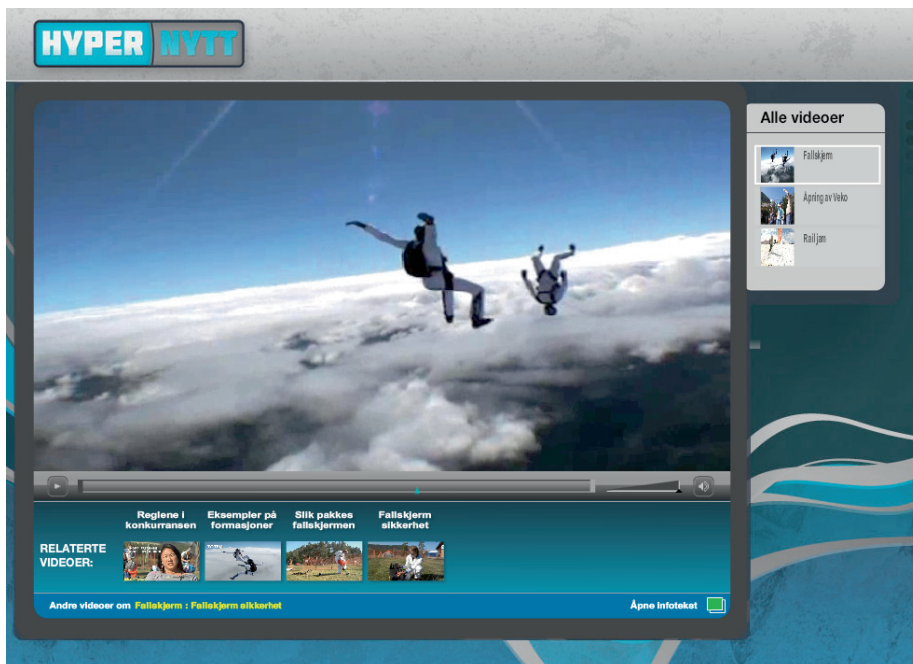 HYPER NYTT
Alle videoer
Fallskjerm
Åpning av Veko
Rail jam
Reglene i
konkurransen
Eksempler på
formasjoner
Slik pakkes
fallskjermen
Fallskjerm
sikkerhet
RELATERTE
VIDEOER:
Andre videoer om Fallskjerm : Fallskjerm sikkerhet
Åpne Infotekst